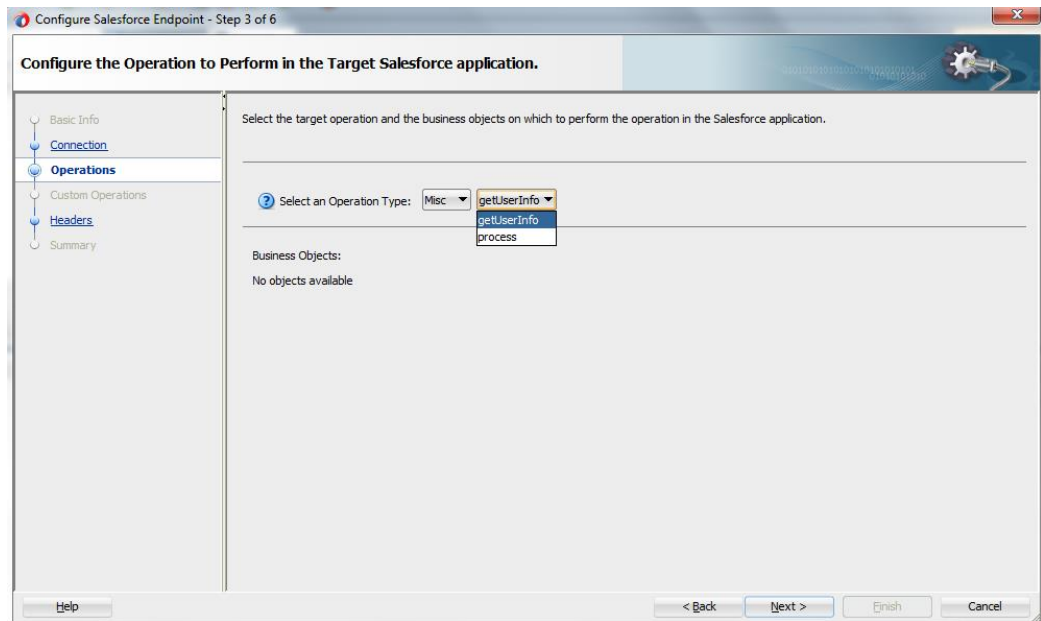 Configure Salesforce Endpoint - Step 3 of 6
Configure the Operation to Perform in the Target Salesforce application.
Basic Info
Connection
Operations
Custom Operations
Headers
Summary
Select the target operation and the business objects on which to perform the operation in the Salesforce application.
Select an Operation Type: Misc getUserInfo
getUserInfo
process
Business Objects:
No objects available
Help
< Back
Next >
Finish
Cancel